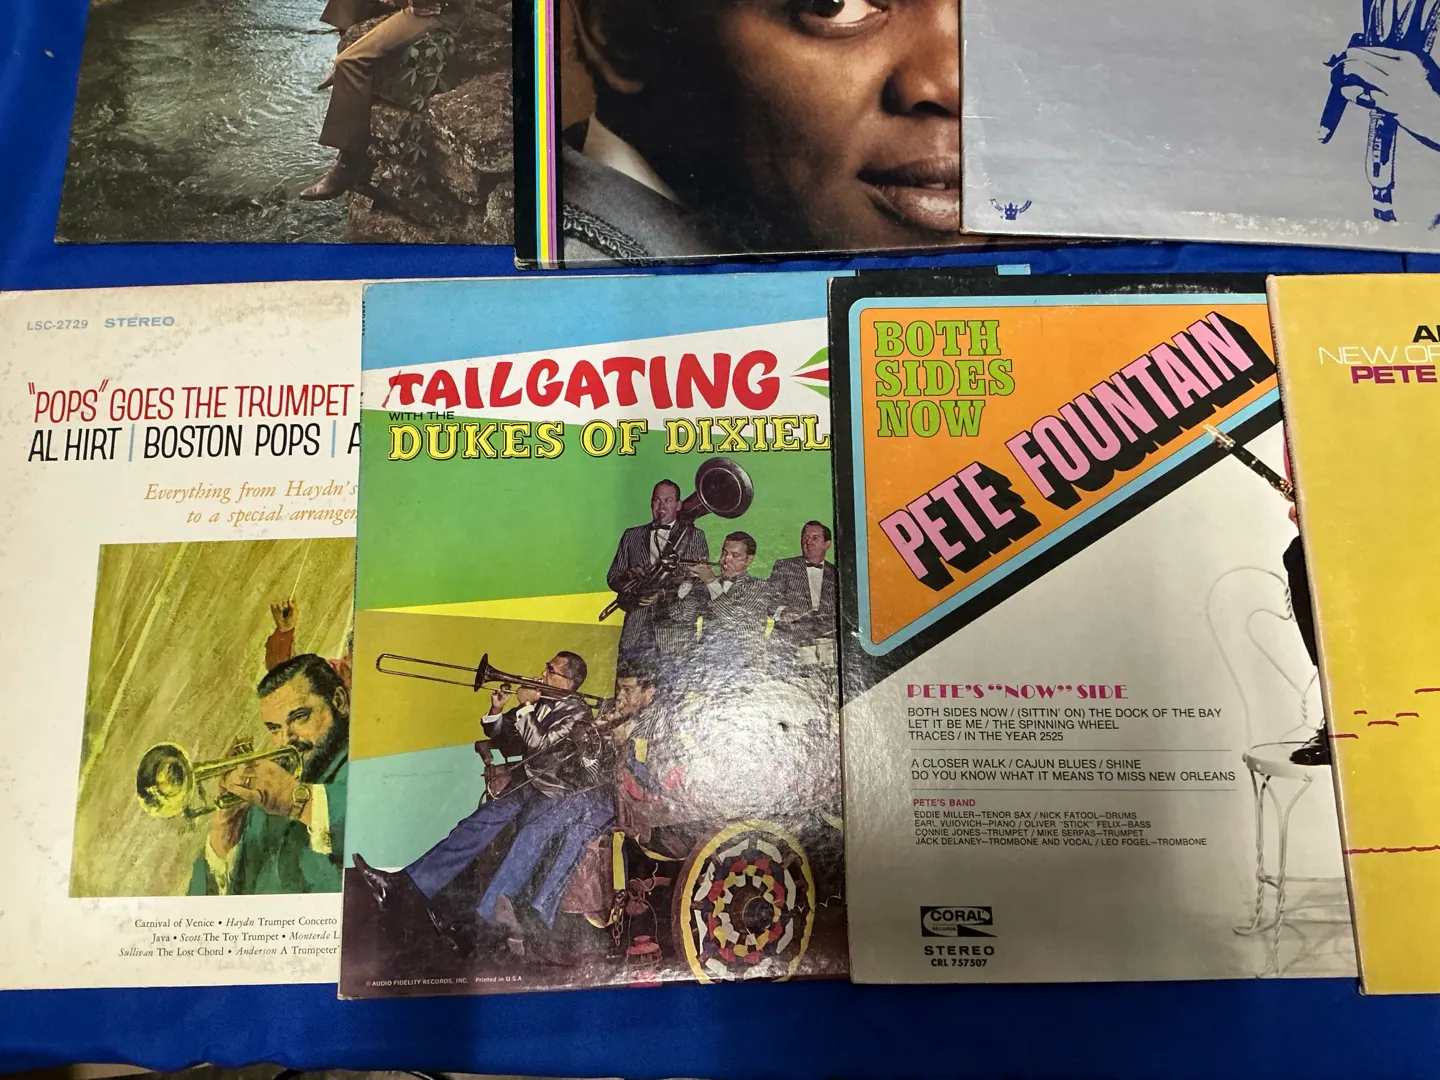 LSC-2729 STEREO
"POPS" GOES THE TRUMPET
AL HIRT | BOSTON POPS | A
Everything from Haydn's
to a special arrangem
Carnival of Venice • Haydn Trumpet Concerto
Java • Scott The Toy Trumpet • Monterde L
Sullivan The Lost Chord • Anderson A Trumpeter'
TAILGATING
WITH THE
DUKES OF DIXIEL
© AUDIO FIDELITY RECORDS, INC. Printed in U.S.A
BOTH
SIDES
NOW
PETE FOUNTAIN
PETE'S "NOW" SIDE
BOTH SIDES NOW / (SITTIN' ON) THE DOCK OF THE BAY
LET IT BE ME / THE SPINNING WHEEL
TRACES / IN THE YEAR 2525
A CLOSER WALK / CAJUN BLUES / SHINE
DO YOU KNOW WHAT IT MEANS TO MISS NEW ORLEANS
PETE'S BAND
EDDIE MILLER—TENOR SAX / NICK FATOOL—DRUMS
EARL VUIOVICH—PIANO / OLIVER "STICK" FELIX—BASS
CONNIE JONES—TRUMPET / MIKE SERPAS—TRUMPET
JACK DELANEY—TROMBONE AND VOCAL / LEO FOGEL—TROMBONE
CORAL
RECORDS
STEREO
CRL 757507
A
NEW OR
PETE